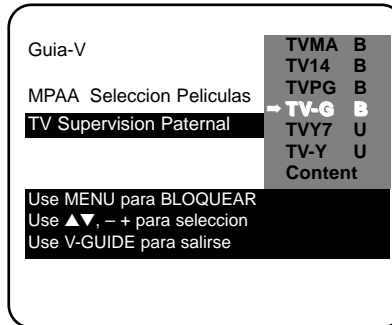 Guia-V
MPAA Seleccion Peliculas
TV Supervision Paternal
TVMA B
TV14 B
TVPG B
➡ TV-G B
TVY7 U
TV-Y U
Content
Use MENU para BLOQUEAR
Use ▲▼, – + para seleccion
Use V-GUIDE para salirse